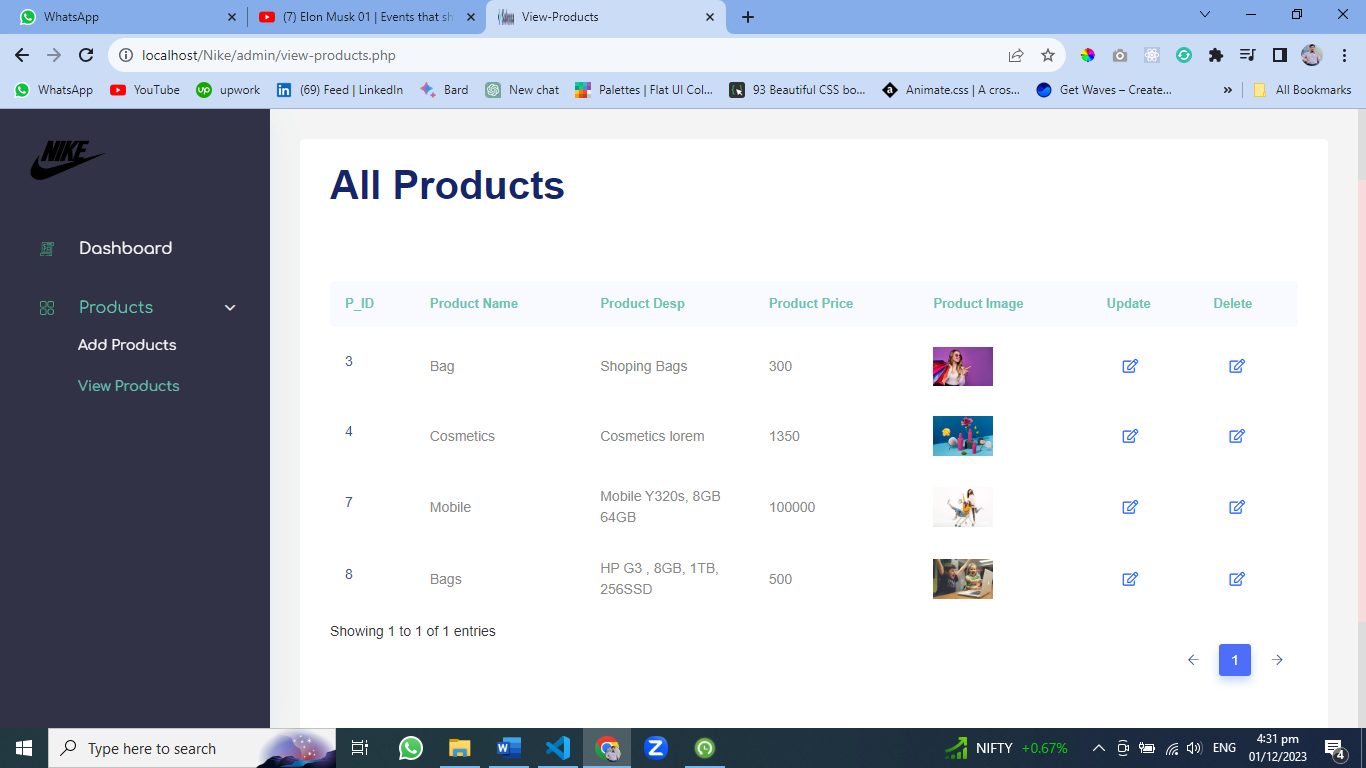 WhatsApp
(7) Elon Musk 01 | Events that sh
View-Products
localhost/Nike/admin/view-products.php
WhatsApp YouTube upwork (69) Feed | LinkedIn Bard New chat Palettes | Flat UI Col... 93 Beautiful CSS bo... Animate.css | A cros... Get Waves – Create... » All Bookmarks
NIKE
Dashboard
Products
Add Products
View Products
All Products
P_ID Product Name Product Desp Product Price Product Image Update Delete
3 Bag Shoping Bags 300
4 Cosmetics Cosmetics lorem 1350
7 Mobile Mobile Y320s, 8GB 64GB 100000
8 Bags HP G3 , 8GB, 1TB, 256SSD 500
Showing 1 to 1 of 1 entries
1
Type here to search
NIFTY +0.67%
ENG
4:31 pm
01/12/2023
4